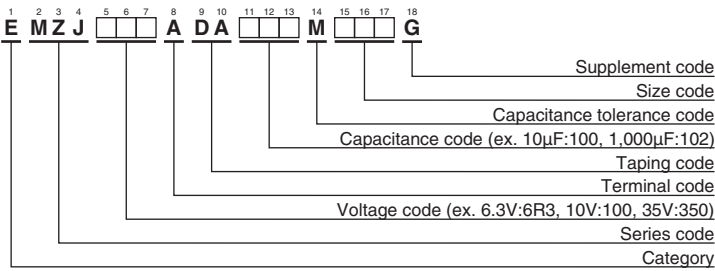 1 2 3 4 5 6 7 8 9 10 11 12 13 14 15 16 17 18
E MZJ □□□ A DA □□□ M □□□ G
Supplement code
Size code
Capacitance tolerance code
Capacitance code (ex. 10μF:100, 1,000μF:102)
Taping code
Terminal code
Voltage code (ex. 6.3V:6R3, 10V:100, 35V:350)
Series code
Category